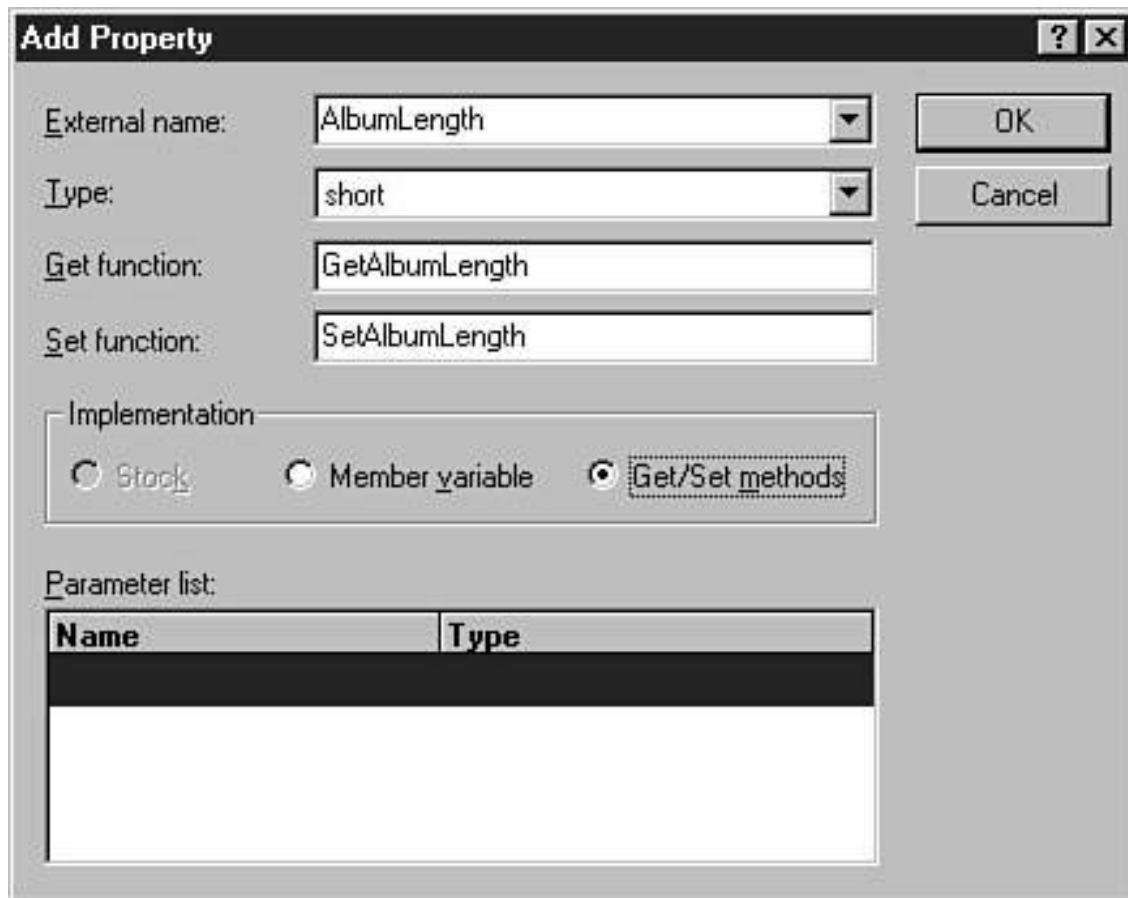 Add Property
External name: AlbumLength OK
Type: short Cancel
Get function: GetAlbumLength
Set function: SetAlbumLength
Implementation
Stock Member variable Get/Set methods
Parameter list:
Name Type